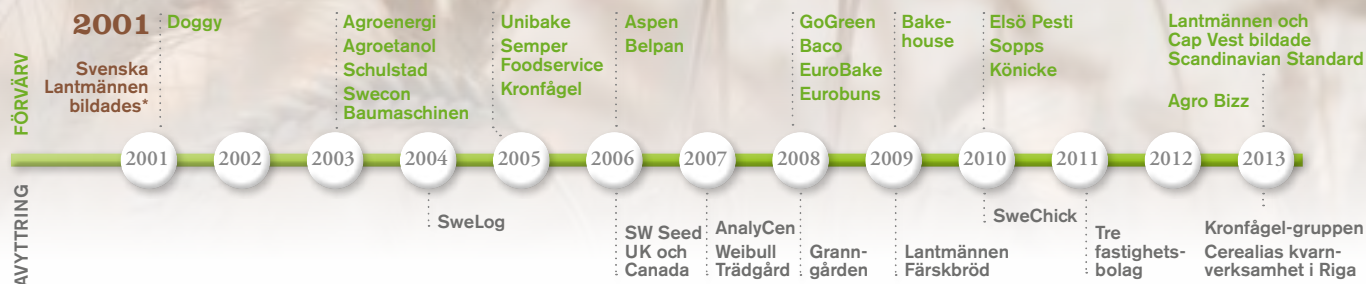 FÖRVÄRV
2001
Svenska
Lantmännen
bildades*
Doggy
Agroenergi
Agroetanol
Schulstad
Swecon
Baumaschinen
Unibake
Semper
Foodservice
Kronfågel
Aspen
Belpan
GoGreen
Baco
EuroBake
Eurobuns
Bake-
house
Elsö Pesti
Sopps
Könicke
Lantmännen och
Cap Vest bildade
Scandinavian Standard
Agro Bizz
2001
2002
2003
2004
2005
2006
2007
2008
2009
2010
2011
2012
2013
AVYTTRING
SweLog
SW Seed
UK och
Canada
AnalyCen
Weibull
Trädgård
Grann-
gården
Lantmännen
Färskbröd
SweChick
Tre
fastighets-
bolag
Kronfågel-gruppen
Cerealias kvarn-
verksamhet i Riga